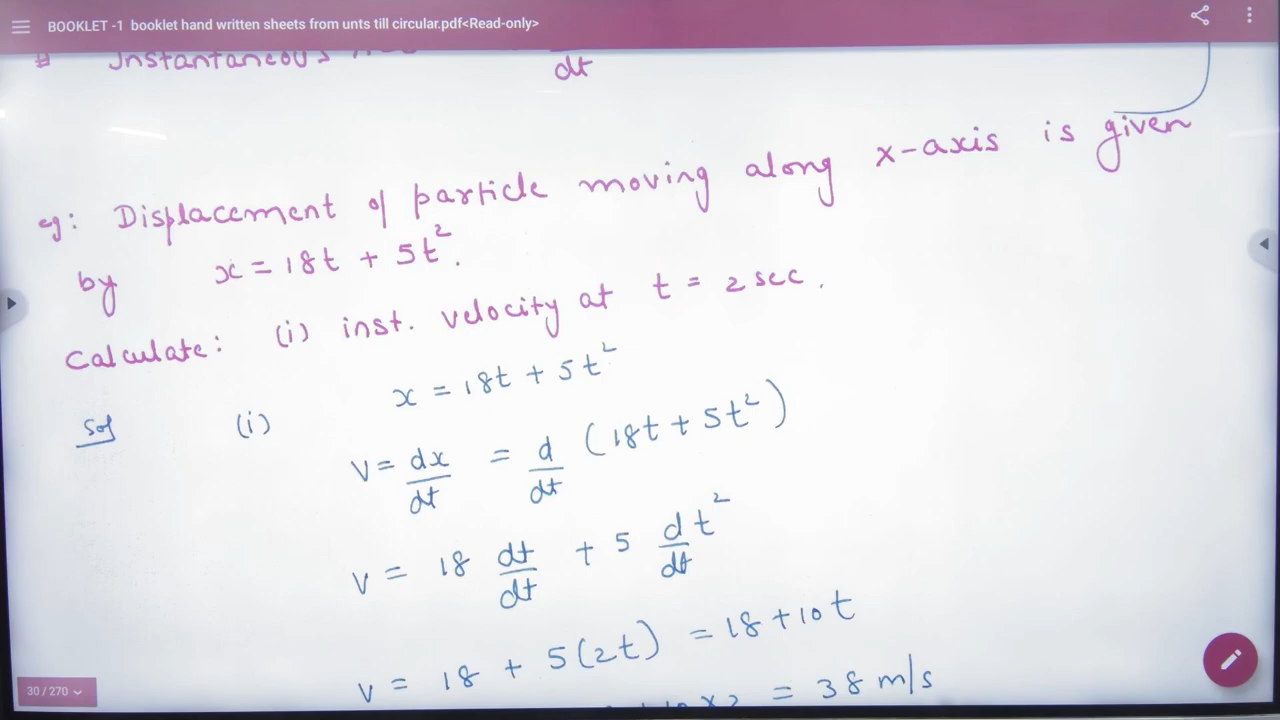 BOOKLET -1 booklet hand written sheets from unts till circular.pdf<Read-only>
# Instantaneous
dt
eg: Displacement of particle moving along x-axis is given
by x = 18t + 5t².
Calculate: (i) inst. velocity at t = 2 sec.
Sol (i) x = 18t + 5t²
v = dx/dt = d/dt (18t + 5t²)
v = 18 dt/dt + 5 d/dt t²
v = 18 + 5(2t) = 18 + 10t
= 38 m/s
30 / 270